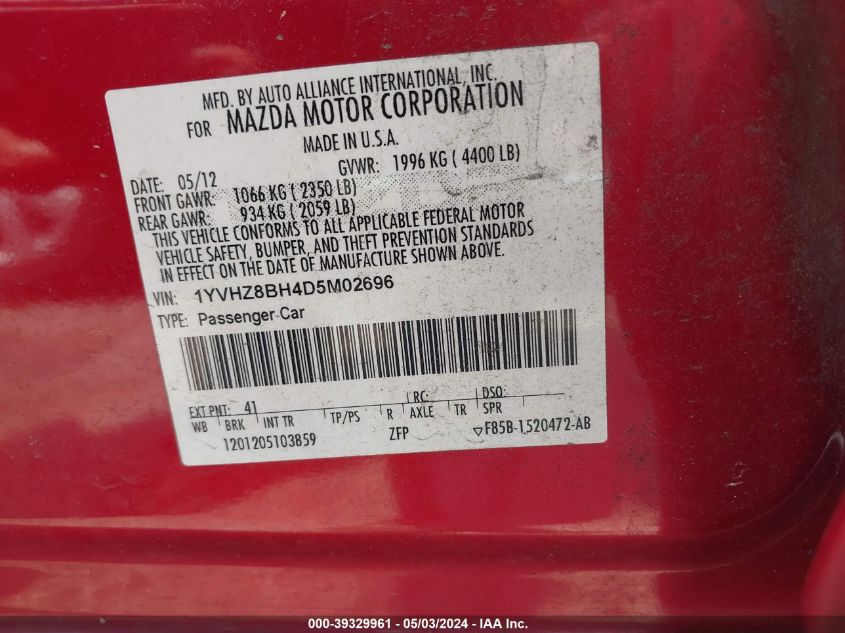 MFD. BY AUTO ALLIANCE INTERNATIONAL, INC.
FOR MAZDA MOTOR CORPORATION
MADE IN U.S.A.
DATE: 05/12 GVWR: 1996 KG ( 4400 LB)
FRONT GAWR: 1066 KG ( 2350 LB)
REAR GAWR: 934 KG ( 2059 LB)
THIS VEHICLE CONFORMS TO ALL APPLICABLE FEDERAL MOTOR
VEHICLE SAFETY, BUMPER, AND THEFT PREVENTION STANDARDS
IN EFFECT ON THE DATE OF MANUFACTURE SHOWN ABOVE.
VIN: 1YVHZ8BH4D5M02696
TYPE: Passenger Car
EXT PNT: 41 RC: DSO:
WB BRK INT TR TP/PS R AXLE TR SPR
1201205103859 ZFP ▽F85B-1520472-AB
000-39329961 - 05/03/2024 - ©IAA, Inc.